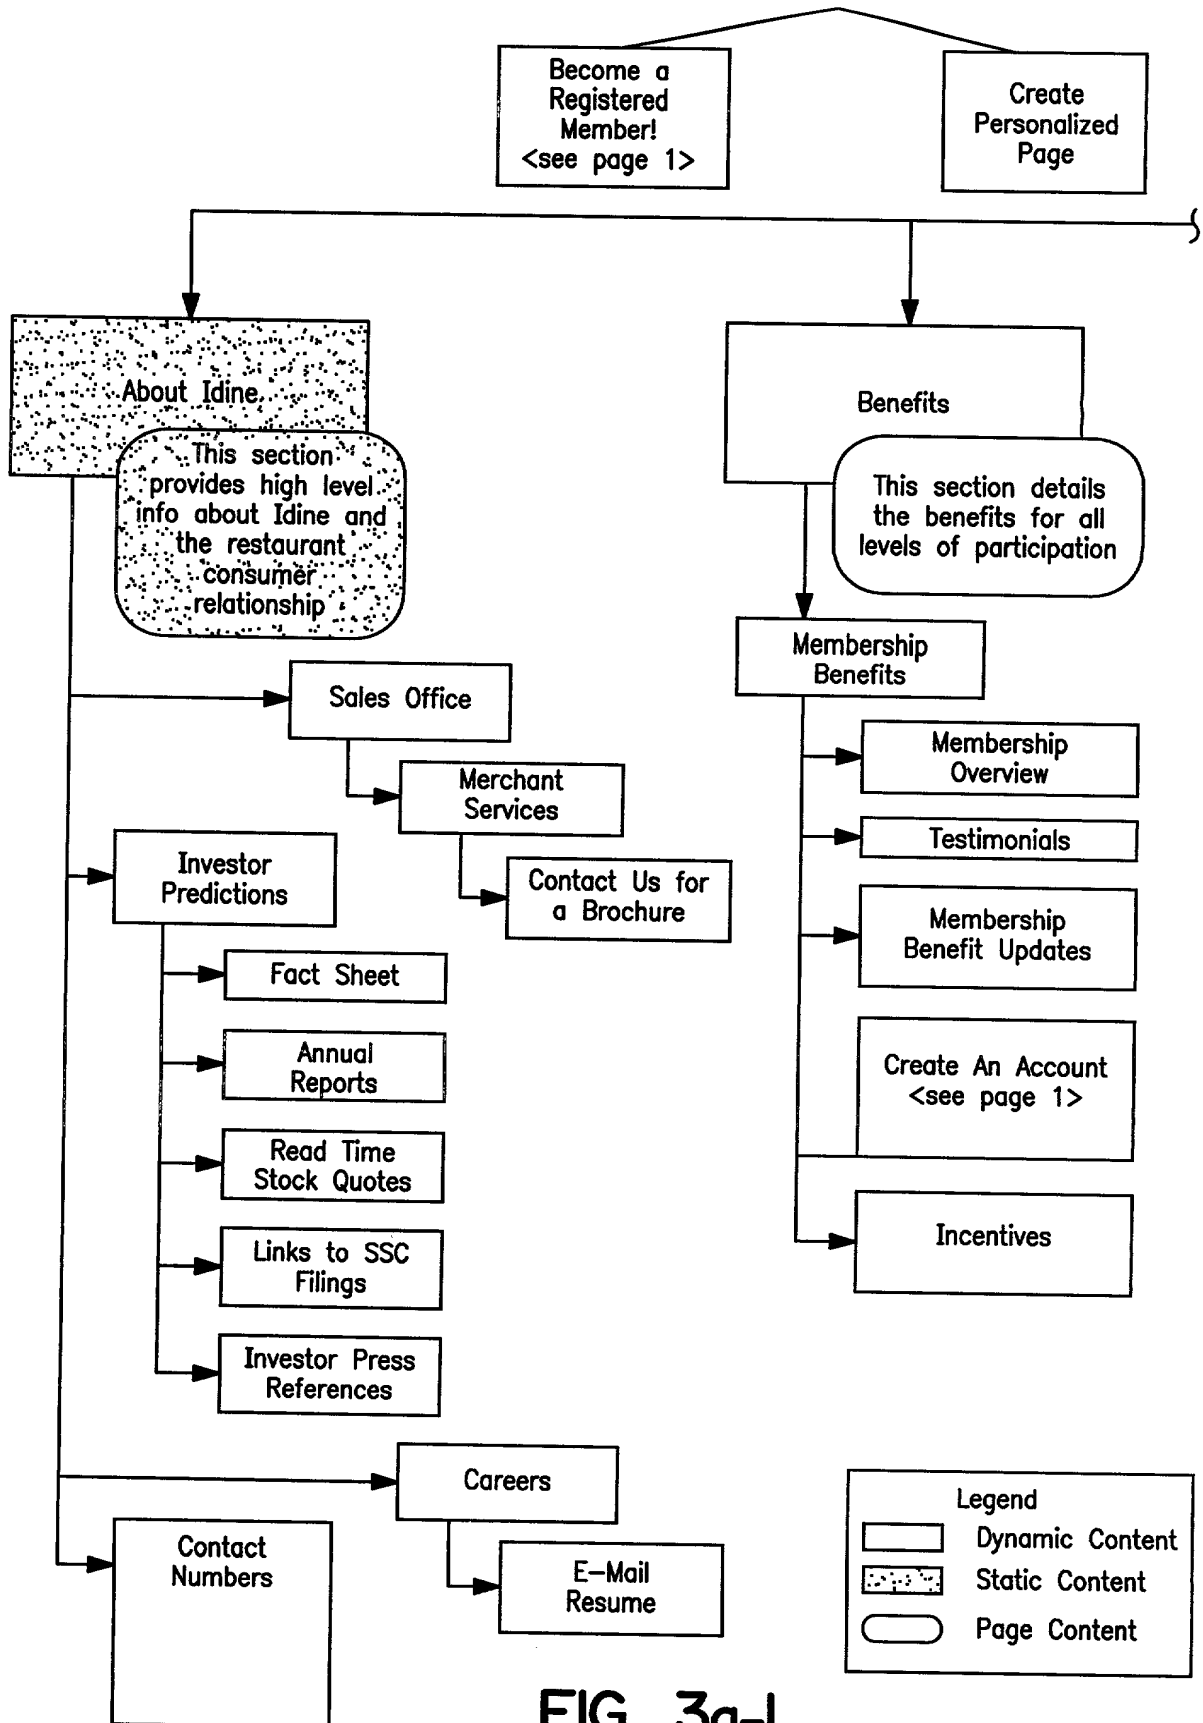 Become a
Registered
Member!
<see page 1>
Create
Personalized
Page
About Idine
This section
provides high level
info about Idine and
the restaurant
consumer
relationship
Benefits
This section details
the benefits for all
levels of participation
Sales Office
Merchant
Services
Contact Us for
a Brochure
Investor
Predictions
Fact Sheet
Annual
Reports
Read Time
Stock Quotes
Links to SSC
Filings
Investor Press
References
Careers
E-Mail
Resume
Contact
Numbers
Membership
Benefits
Membership
Overview
Testimonials
Membership
Benefit Updates
Create An Account
<see page 1>
Incentives
Legend
Dynamic Content
Static Content
Page Content
FIG. 3a-1